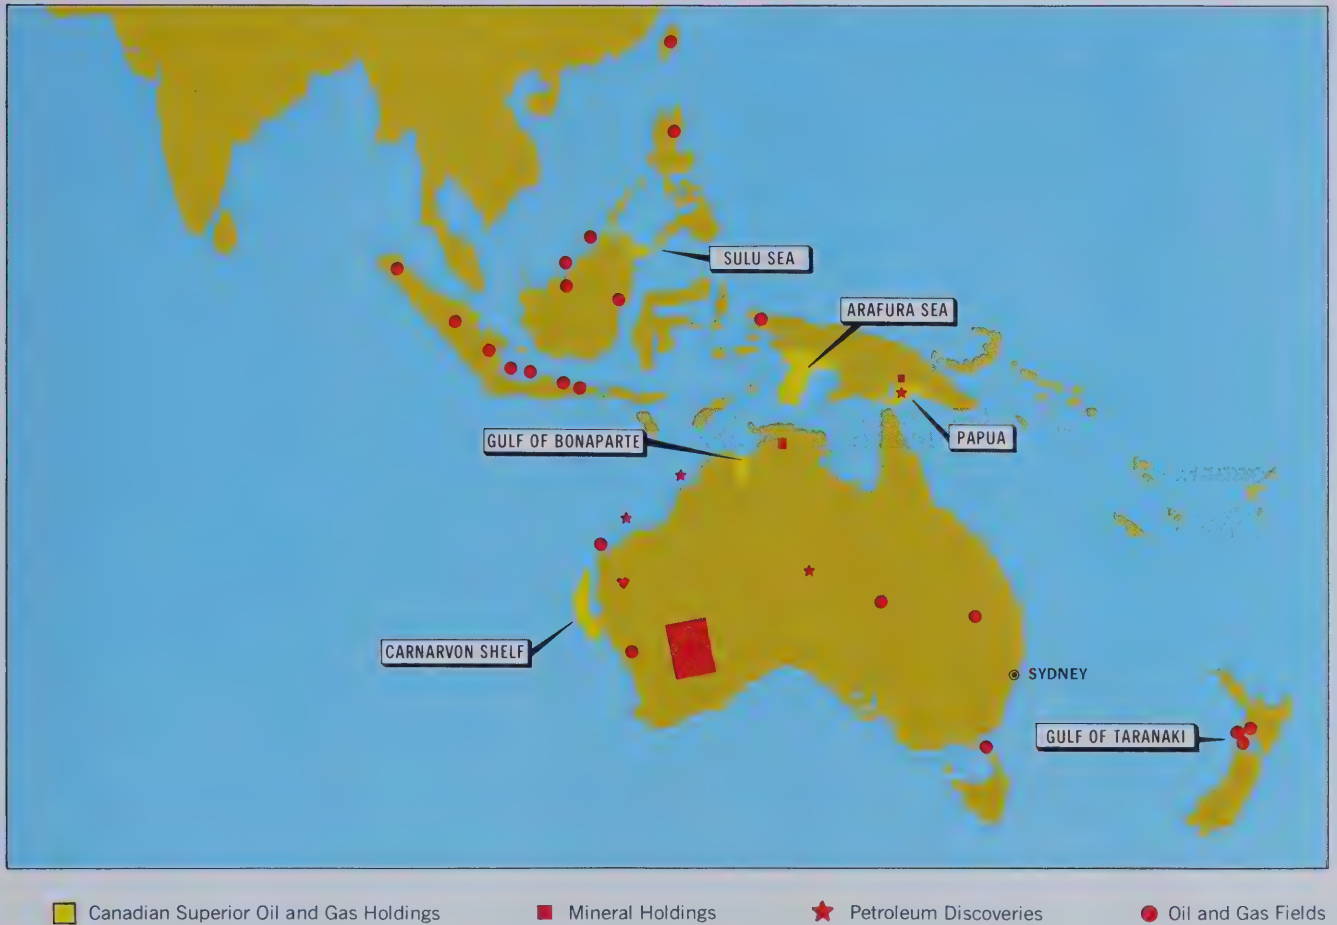 SULU SEA
ARAFURA SEA
GULF OF BONAPARTE
PAPUA
CARNARVON SHELF
SYDNEY
GULF OF TARANAKI
Canadian Superior Oil and Gas Holdings
Mineral Holdings
Petroleum Discoveries
Oil and Gas Fields